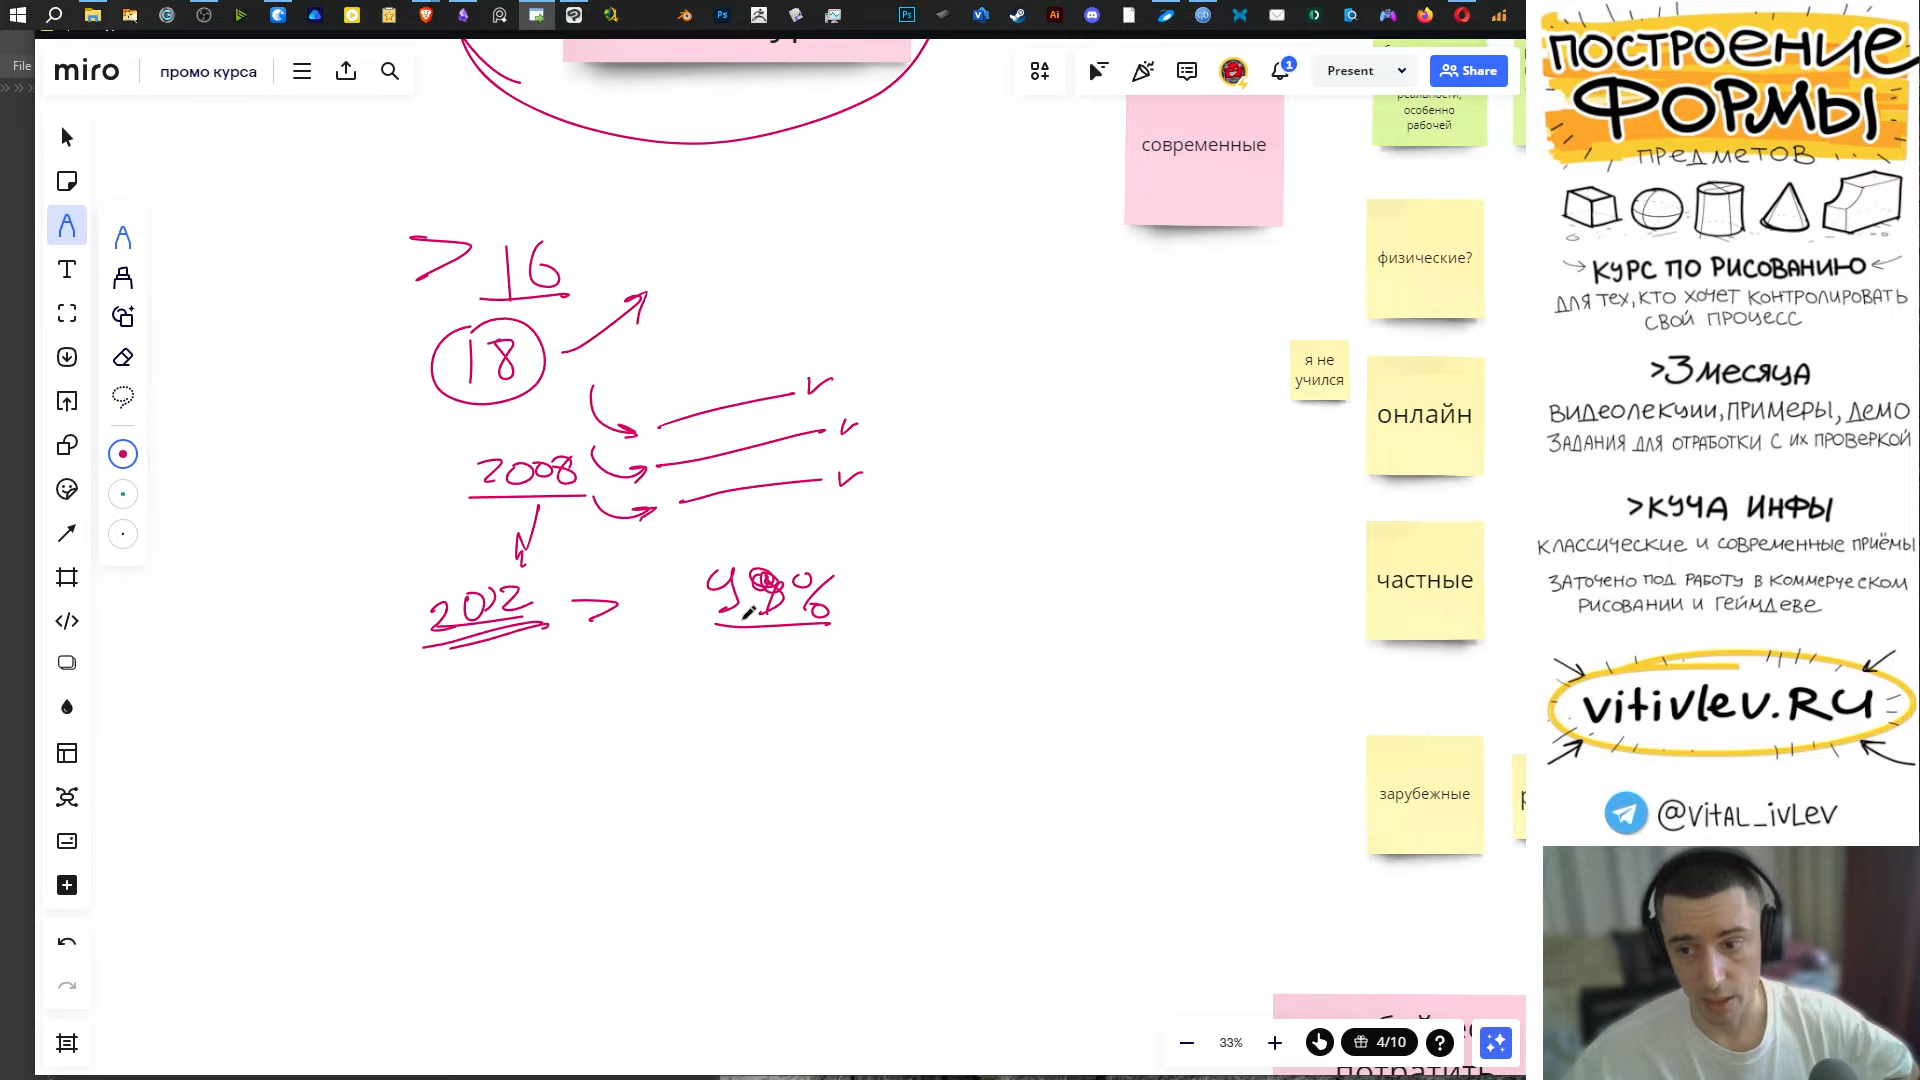 File
miro
промо курса
1
Present
Share
реальности,
особенно
рабочей
современные
физические?
я не
учился
онлайн
частные
зарубежные
> 16
18
2008
2012 >
99%
33%
4/10
?
потратить
ПОСТРОЕНИЕ
ФОРМЫ
ПРЕДМЕТОВ
КУРС ПО РИСОВАНИЮ
ДЛЯ ТЕХ, КТО ХОЧЕТ КОНТРОЛИРОВАТЬ
СВОЙ ПРОЦЕСС
>3 месяца
ВИДЕОЛЕКЦИИ, ПРИМЕРЫ, ДЕМО
ЗАДАНИЯ ДЛЯ ОТРАБОТКИ С ИХ ПРОВЕРКОЙ
>КУЧА ИНФЫ
КЛАССИЧЕСКИЕ И СОВРЕМЕННЫЕ ПРИЁМЫ
ЗАТОЧЕНО ПОД РАБОТУ В КОММЕРЧЕСКОМ
РИСОВАНИИ И ГЕЙМДЕВЕ
vitivlev.RU
@VITAL_IVLEV